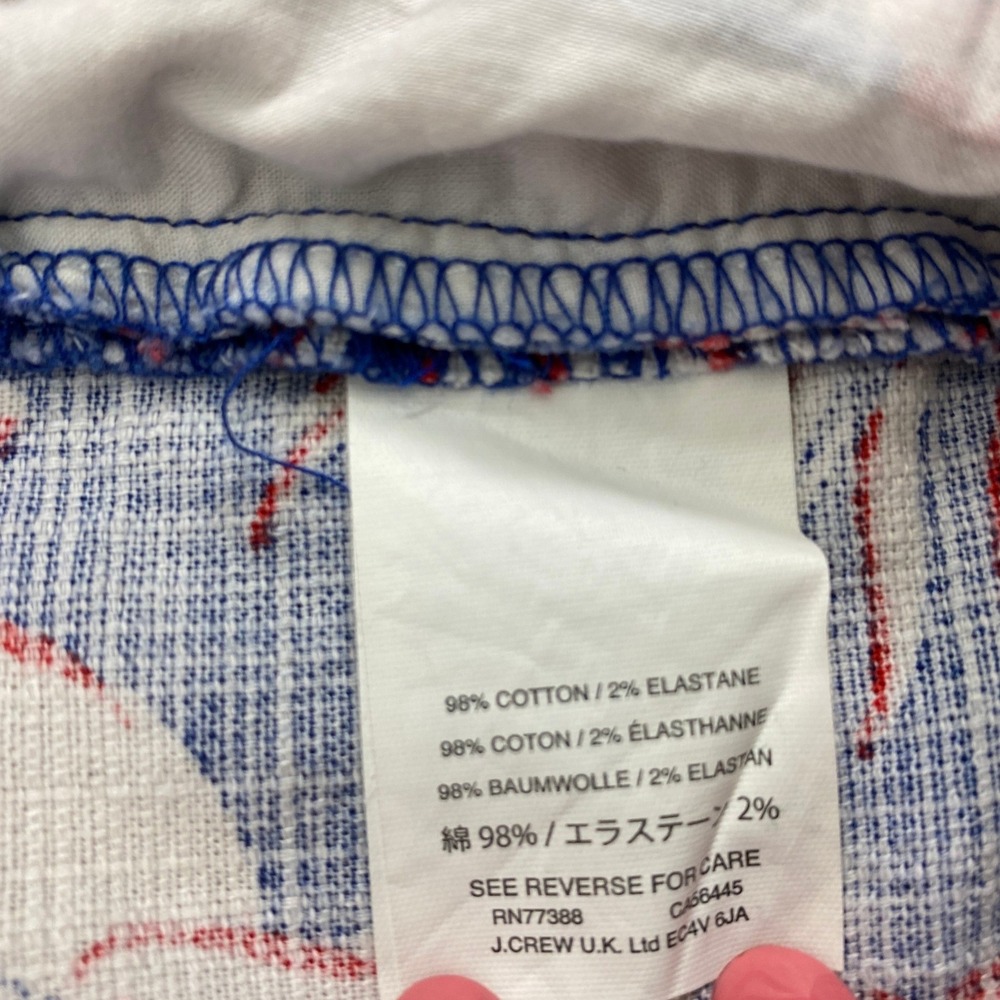 98% COTTON / 2% ELASTANE
98% COTON / 2% ÉLASTHANNE
98% BAUMWOLLE / 2% ELASTAN
綿 98% / エラステーン 2%
SEE REVERSE FOR CARE
RN77388 CA56445
J.CREW U.K. Ltd EC4V 6JA